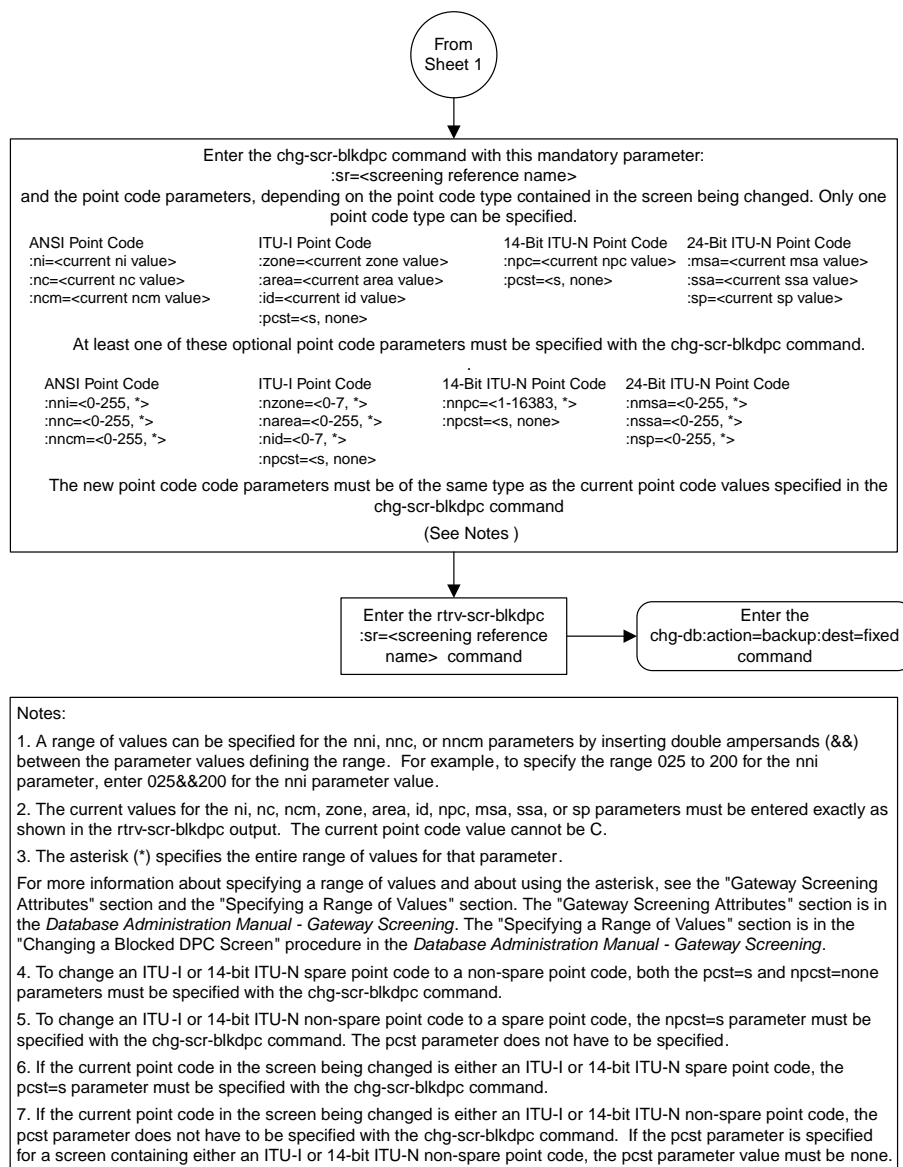 From
Sheet 1
Enter the chg-scr-blkdpc command with this mandatory parameter:
:sr=<screening reference name>
and the point code parameters, depending on the point code type contained in the screen being changed. Only one
point code type can be specified.
ANSI Point Code
:ni=<current ni value>
:nc=<current nc value>
:ncm=<current ncm value>
ITU-I Point Code
:zone=<current zone value>
:area=<current area value>
:id=<current id value>
:pcst=<s, none>
14-Bit ITU-N Point Code
:npc=<current npc value>
:pcst=<s, none>
24-Bit ITU-N Point Code
:msa=<current msa value>
:ssa=<current ssa value>
:sp=<current sp value>
At least one of these optional point code parameters must be specified with the chg-scr-blkdpc command.
.
ANSI Point Code
:nni=<0-255, *>
:nnc=<0-255, *>
:nncm=<0-255, *>
ITU-I Point Code
:nzone=<0-7, *>
:narea=<0-255, *>
:nid=<0-7, *>
:npcst=<s, none>
14-Bit ITU-N Point Code
:nnpc=<1-16383, *>
:npcst=<s, none>
24-Bit ITU-N Point Code
:nmsa=<0-255, *>
:nssa=<0-255, *>
:nsp=<0-255, *>
The new point code code parameters must be of the same type as the current point code values specified in the
chg-scr-blkdpc command
(See Notes )
Enter the rtrv-scr-blkdpc
:sr=<screening reference
name> command
Enter the
chg-db:action=backup:dest=fixed
command
Notes:
1. A range of values can be specified for the nni, nnc, or nncm parameters by inserting double ampersands (&&)
between the parameter values defining the range. For example, to specify the range 025 to 200 for the nni
parameter, enter 025&&200 for the nni parameter value.
2. The current values for the ni, nc, ncm, zone, area, id, npc, msa, ssa, or sp parameters must be entered exactly as
shown in the rtrv-scr-blkdpc output. The current point code value cannot be C.
3. The asterisk (*) specifies the entire range of values for that parameter.
For more information about specifying a range of values and about using the asterisk, see the "Gateway Screening
Attributes" section and the "Specifying a Range of Values" section. The "Gateway Screening Attributes" section is in
the Database Administration Manual - Gateway Screening. The "Specifying a Range of Values" section is in the
"Changing a Blocked DPC Screen" procedure in the Database Administration Manual - Gateway Screening.
4. To change an ITU-I or 14-bit ITU-N spare point code to a non-spare point code, both the pcst=s and npcst=none
parameters must be specified with the chg-scr-blkdpc command.
5. To change an ITU-I or 14-bit ITU-N non-spare point code to a spare point code, the npcst=s parameter must be
specified with the chg-scr-blkdpc command. The pcst parameter does not have to be specified.
6. If the current point code in the screen being changed is either an ITU-I or 14-bit ITU-N spare point code, the
pcst=s parameter must be specified with the chg-scr-blkdpc command.
7. If the current point code in the screen being changed is either an ITU-I or 14-bit ITU-N non-spare point code, the
pcst parameter does not have to be specified with the chg-scr-blkdpc command. If the pcst parameter is specified
for a screen containing either an ITU-I or 14-bit ITU-N non-spare point code, the pcst parameter value must be none.